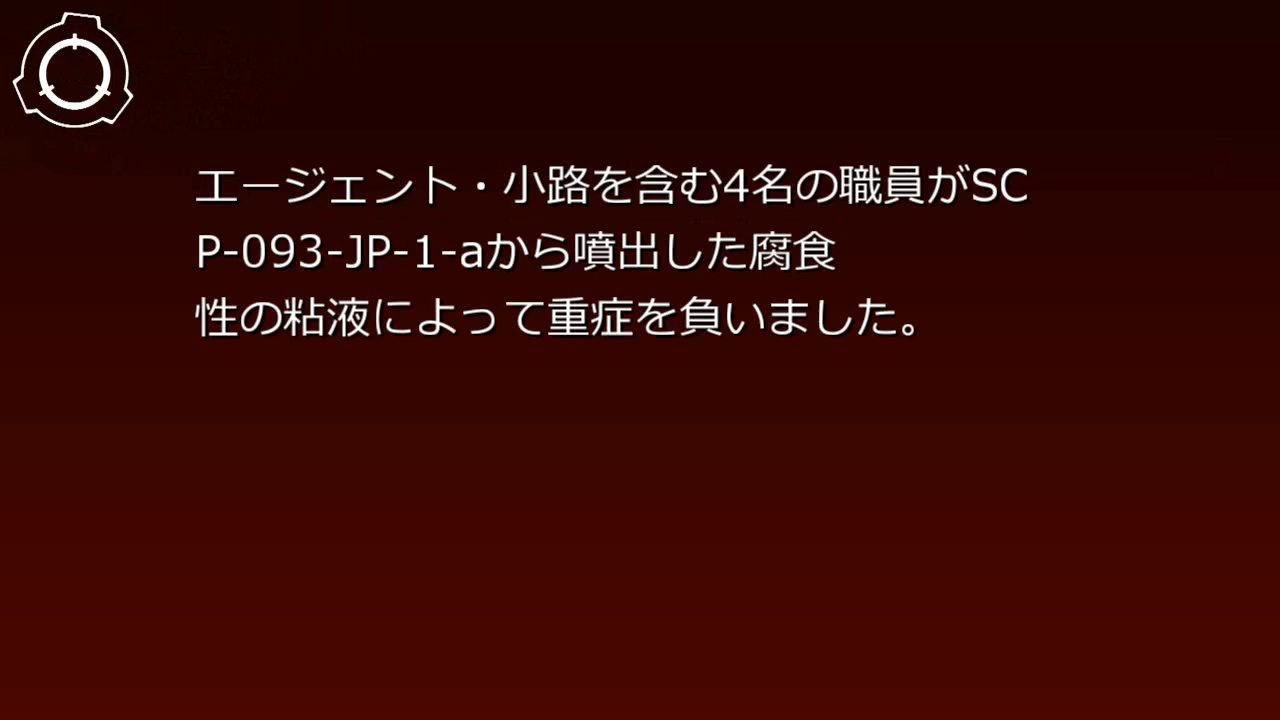 エージェント・小路を含む4名の職員がSC
P-093-JP-1-aから噴出した腐食
性の粘液によって重症を負いました。